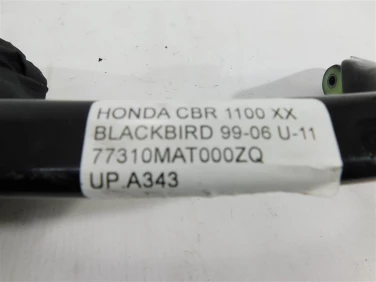 HONDA CBR 1100 XX
BLACKBIRD 99-06 U-11
77310MAT000ZQ
UP.A343